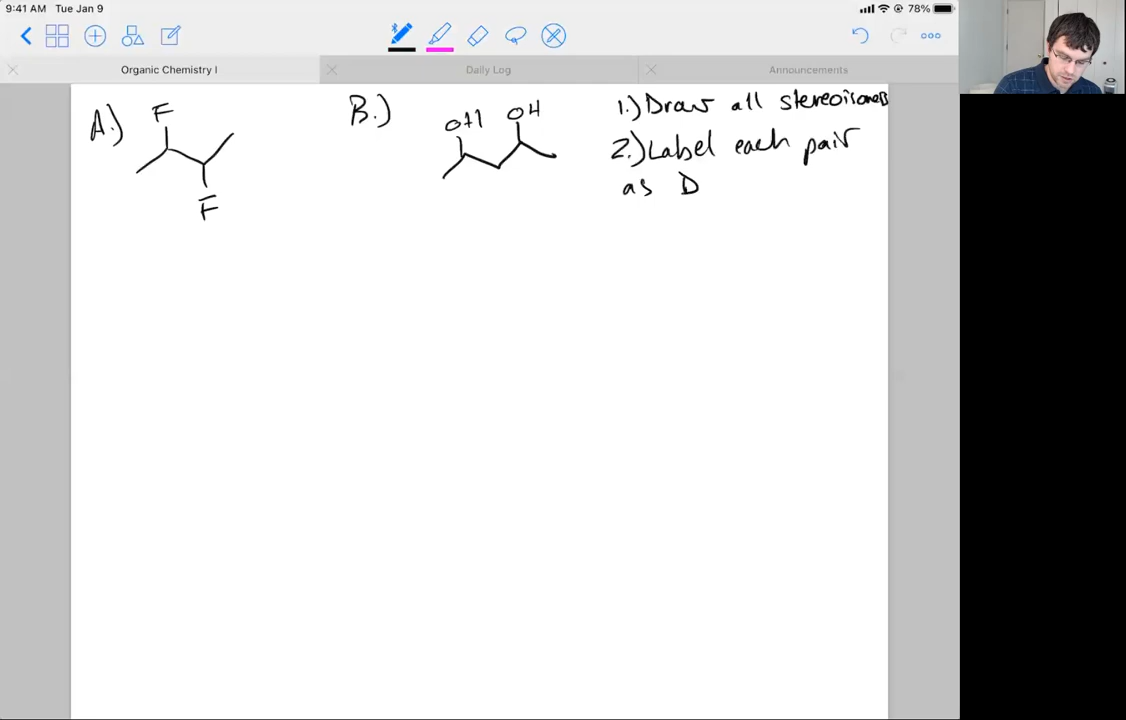 9:41 AM Tue Jan 9
78%
Organic Chemistry I
Daily Log
Announcements
A.)
F
F
B.)
OH
OH
1.) Draw all stereoisomers
2.) Label each pair
as D